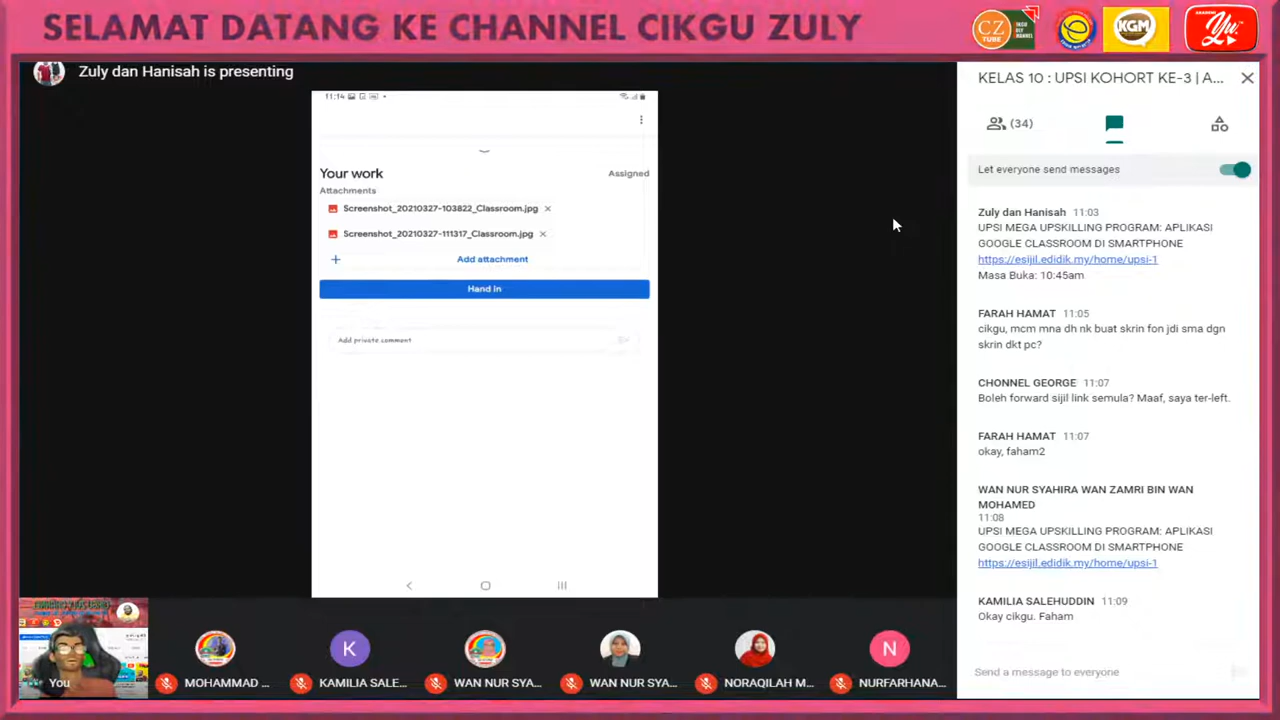 SELAMAT DATANG KE CHANNEL CIKGU ZULY
CZ
TUBE
KGM
Yu
Zuly dan Hanisah is presenting
11:14
Your work
Assigned
Attachments
Screenshot_20210327-103822_Classroom.jpg
Screenshot_20210327-111317_Classroom.jpg
Add attachment
Hand in
Add private comment
KELAS 10 : UPSI KOHORT KE-3 | A...
(34)
Let everyone send messages
Zuly dan Hanisah 11:03
UPSI MEGA UPSKILLING PROGRAM: APLIKASI
GOOGLE CLASSROOM DI SMARTPHONE
https://esijil.edidik.my/home/upsi-1
Masa Buka: 10:45am
FARAH HAMAT 11:05
cikgu, mcm mna dh nk buat skrin fon jdi sma dgn
skrin dkt pc?
CHONNEL GEORGE 11:07
Boleh forward sijil link semula? Maaf, saya ter-left.
FARAH HAMAT 11:07
okay, faham2
WAN NUR SYAHIRA WAN ZAMRI BIN WAN
MOHAMED
11:08
UPSI MEGA UPSKILLING PROGRAM: APLIKASI
GOOGLE CLASSROOM DI SMARTPHONE
https://esijil.edidik.my/home/upsi-1
KAMILIA SALEHUDDIN 11:09
Okay cikgu. Faham
Send a message to everyone
You
MOHAMMAD ...
K
KAMILIA SALE...
WAN NUR SYA...
WAN NUR SYA...
NORAQILAH M...
N
NURFARHANA...